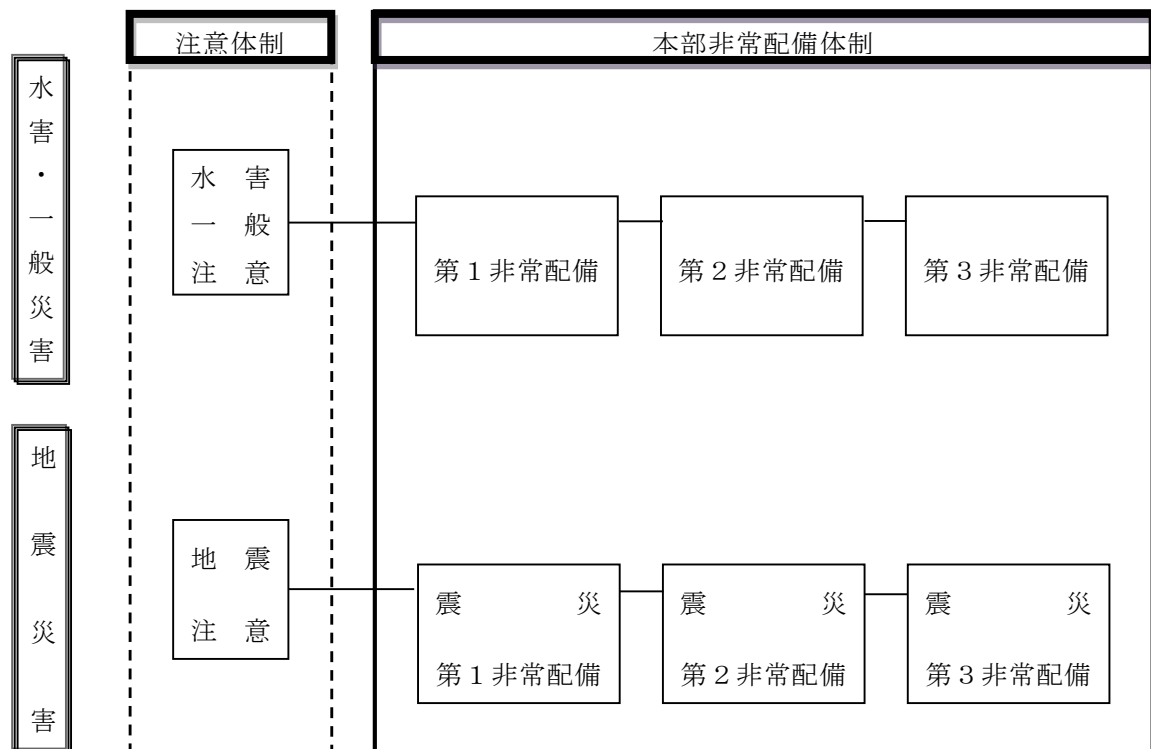 注意体制
本部非常配備体制
水害・一般災害
水害
一般
注意
第１非常配備
第２非常配備
第３非常配備
地震災害
地震
注意
震災
第１非常配備
震災
第２非常配備
震災
第３非常配備